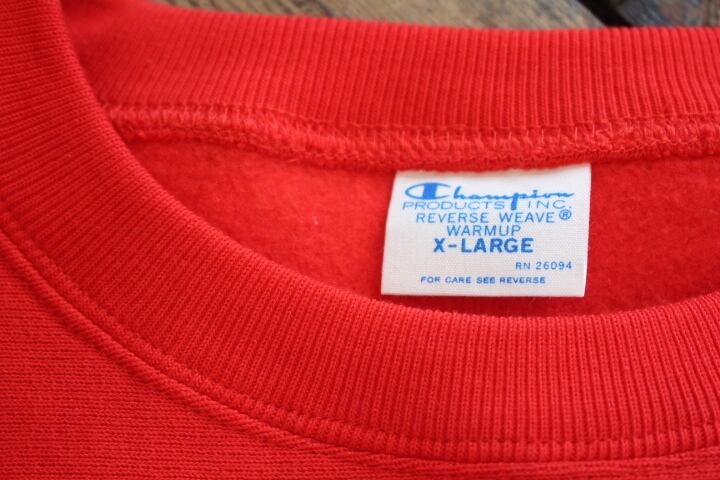 Champion
PRODUCTS INC.
REVERSE WEAVE®
WARMUP
X-LARGE
RN 26094
FOR CARE SEE REVERSE